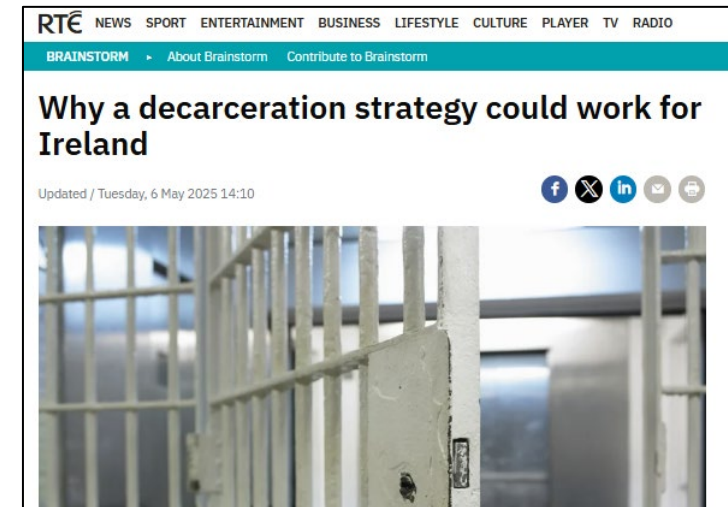 RTÉ NEWS SPORT ENTERTAINMENT BUSINESS LIFESTYLE CULTURE PLAYER TV RADIO
BRAINSTORM ▸ About Brainstorm Contribute to Brainstorm
Why a decarceration strategy could work for
Ireland
Updated / Tuesday, 6 May 2025 14:10